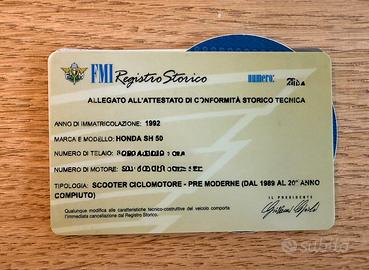 FMI Registro Storico numero:
ALLEGATO ALL'ATTESTATO DI CONFORMITÀ STORICO TECNICA
ANNO DI IMMATRICOLAZIONE: 1992
MARCA E MODELLO: HONDA SH 50
NUMERO DI TELAIO:
NUMERO DI MOTORE:
TIPOLOGIA: SCOOTER CICLOMOTORE - PRE MODERNE (DAL 1989 AL 20° ANNO
COMPIUTO)
IL PRESIDENTE
Qualunque modifica alle caratteristiche tecnico-costruttive del veicolo comporta
l'immediata cancellazione dal Registro Storico.
subito